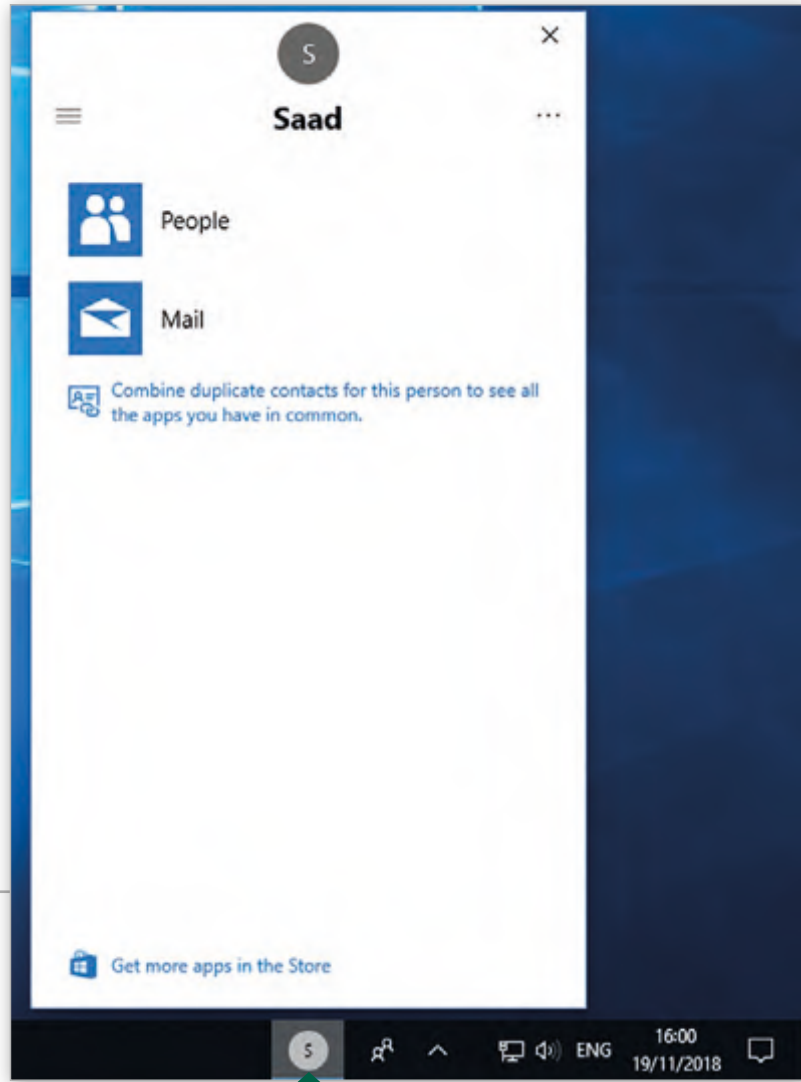 S
Saad
People
Mail
Combine duplicate contacts for this person to see all
the apps you have in common.
Get more apps in the Store
S
ENG
16:00
19/11/2018